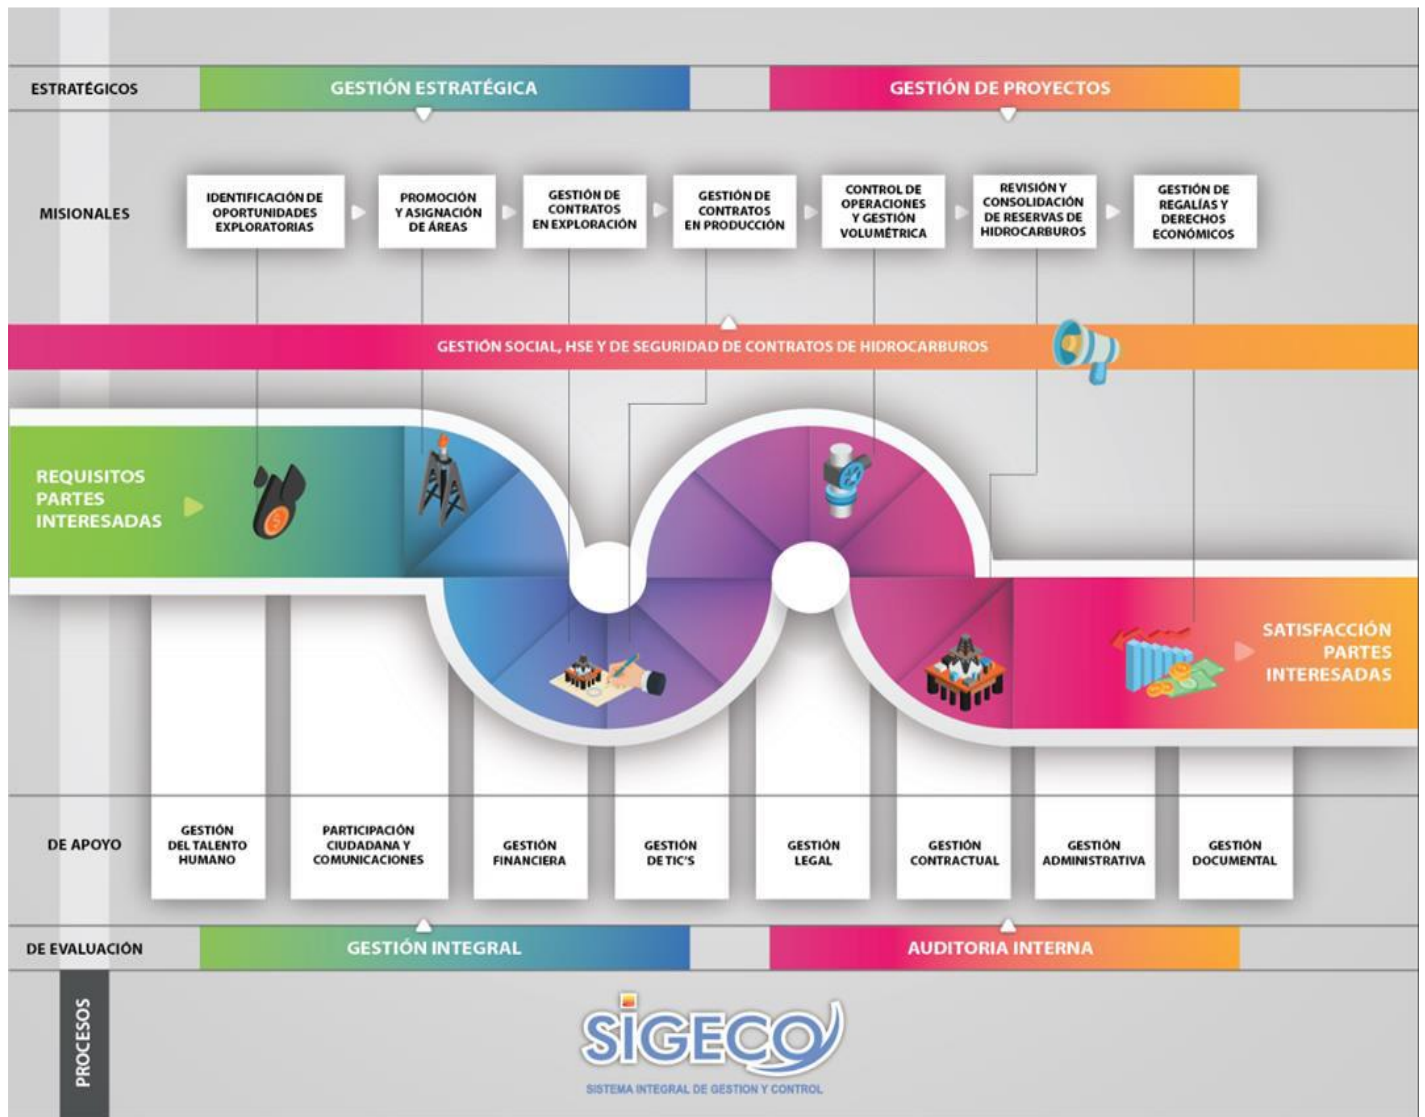 ESTRATÉGICOS
GESTIÓN ESTRATÉGICA
GESTIÓN DE PROYECTOS
MISIONALES
IDENTIFICACIÓN DE
OPORTUNIDADES
EXPLORATORIAS
PROMOCIÓN
Y ASIGNACIÓN
DE ÁREAS
GESTIÓN DE
CONTRATOS
EN EXPLORACIÓN
GESTIÓN DE
CONTRATOS
EN PRODUCCIÓN
CONTROL DE
OPERACIONES
Y GESTIÓN
VOLUMÉTRICA
REVISIÓN Y
CONSOLIDACIÓN
DE RESERVAS DE
HIDROCARBUROS
GESTIÓN DE
REGALÍAS Y
DERECHOS
ECONÓMICOS
GESTIÓN SOCIAL, HSE Y DE SEGURIDAD DE CONTRATOS DE HIDROCARBUROS
REQUISITOS
PARTES
INTERESADAS
$
SATISFACCIÓN
PARTES
INTERESADAS
DE APOYO
GESTIÓN
DEL TALENTO
HUMANO
PARTICIPACIÓN
CIUDADANA Y
COMUNICACIONES
GESTIÓN
FINANCIERA
GESTIÓN
DE TIC'S
GESTIÓN
LEGAL
GESTIÓN
CONTRACTUAL
GESTIÓN
ADMINISTRATIVA
GESTIÓN
DOCUMENTAL
DE EVALUACIÓN
GESTIÓN INTEGRAL
AUDITORIA INTERNA
PROCESOS
SIGECO
SISTEMA INTEGRAL DE GESTION Y CONTROL